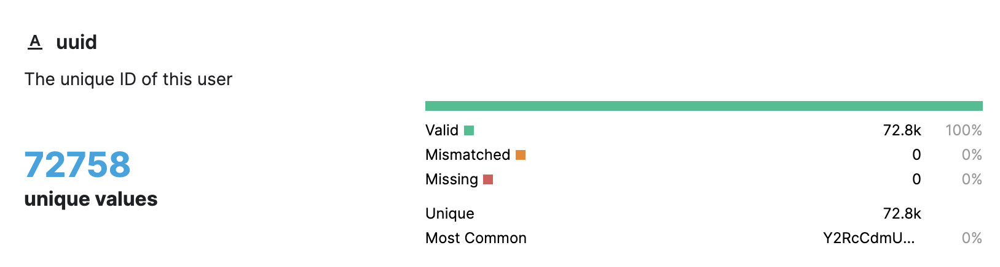 A uuid
The unique ID of this user
72758
unique values
Valid 72.8k 100%
Mismatched 0 0%
Missing 0 0%
Unique 72.8k
Most Common Y2RcCdmU... 0%